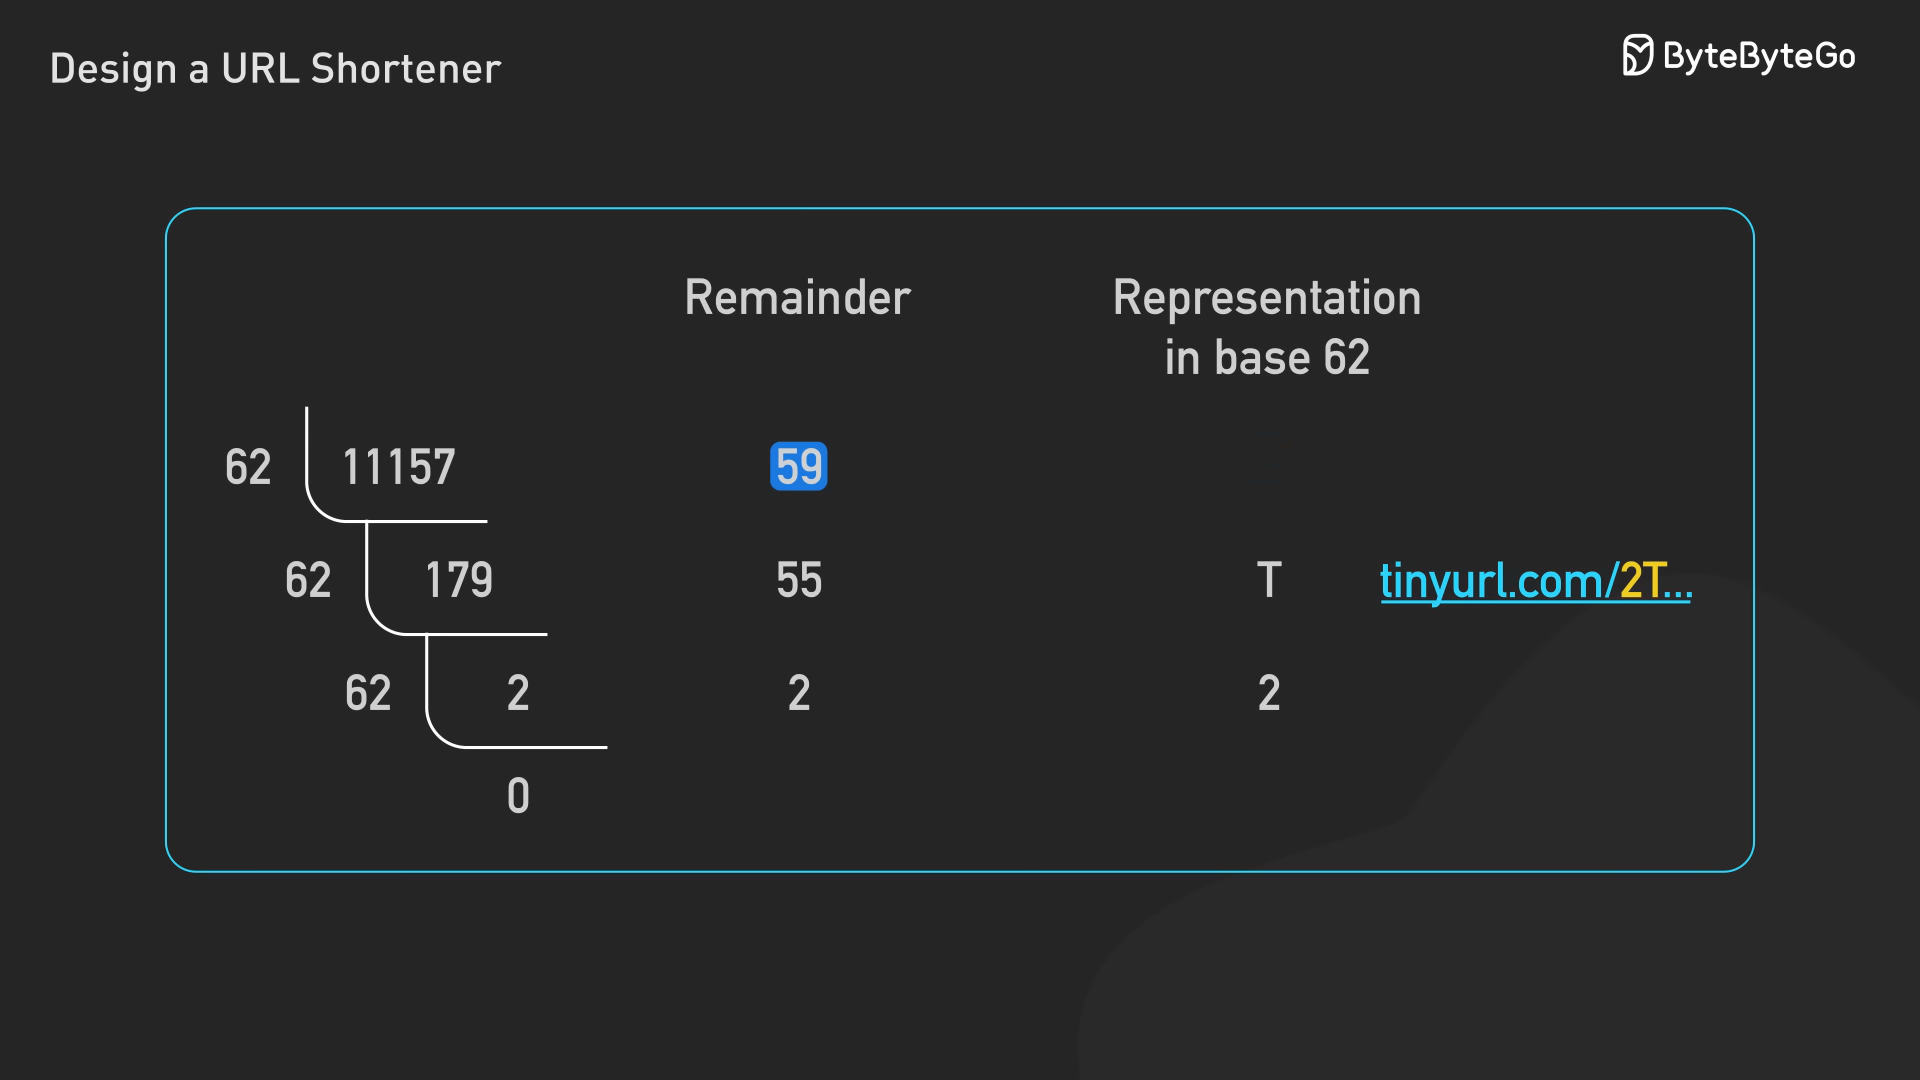 Design a URL Shortener
ByteByteGo
Remainder
Representation
in base 62
62 11157 59
62 179 55 T tinyurl.com/2T...
62 2 2 2
0